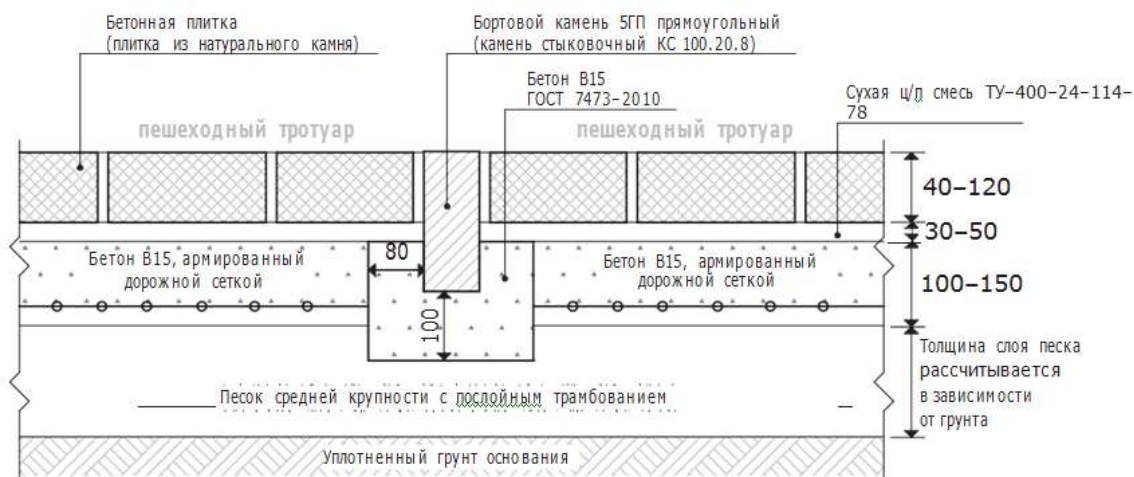 Бетонная плитка
(плитка из натурального камня)
Бортовой камень 5ГП прямоугольный
(камень стыковочный КС 100.20.8)
Бетон В15
ГОСТ 7473-2010
Сухая ц/п смесь ТУ-400-24-114-
78
пешеходный тротуар
пешеходный тротуар
40-120
30-50
100-150
80
100
Бетон В15, армированный
дорожной сеткой
Бетон В15, армированный
дорожной сеткой
Толщина слоя песка
рассчитывается
в зависимости
от грунта
Песок средней крупности с послойным трамбованием
Уплотненный грунт основания